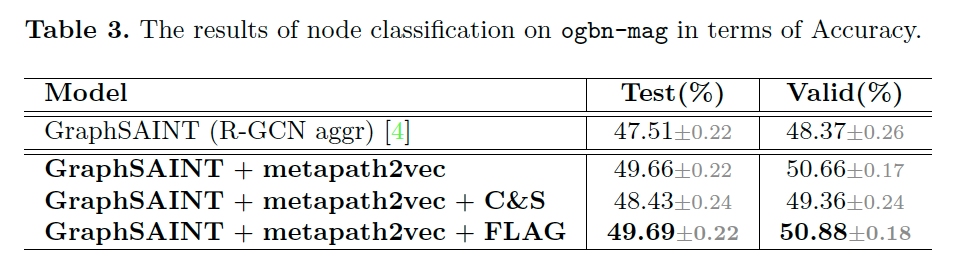 Table 3. The results of node classification on ogbn-mag in terms of Accuracy.
Model Test(%) Valid(%)
GraphSAINT (R-GCN aggr) [4] 47.51±0.22 48.37±0.26
GraphSAINT + metapath2vec 49.66±0.22 50.66±0.17
GraphSAINT + metapath2vec + C&S 48.43±0.24 49.36±0.24
GraphSAINT + metapath2vec + FLAG 49.69±0.22 50.88±0.18